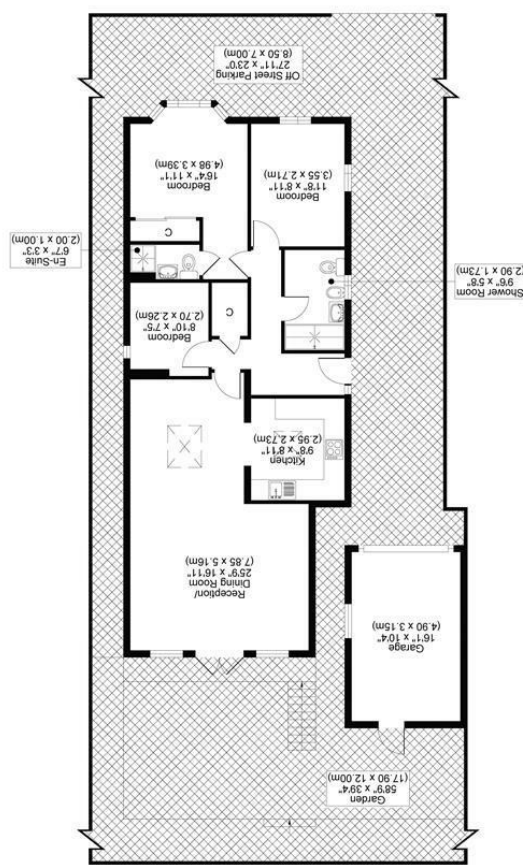 Garden
58'9" x 39'4"
(17.90 x 12.00m)
Garage
16'1" x 10'4"
(4.90 x 3.15m)
Reception/
Dining Room
25'9" x 16'11"
(7.85 x 5.16m)
Kitchen
9'8" x 8'11"
(2.95 x 2.73m)
Bedroom
8'10" x 7'5"
(2.70 x 2.26m)
C
Shower Room
9'6" x 5'8"
(2.90 x 1.73m)
En-Suite
6'7" x 3'3"
(2.00 x 1.00m)
C
Bedroom
11'8" x 8'11"
(3.55 x 2.71m)
Bedroom
16'4" x 11'1"
(4.98 x 3.39m)
Off Street Parking
27'11" x 23'0"
(8.50 x 7.00m)